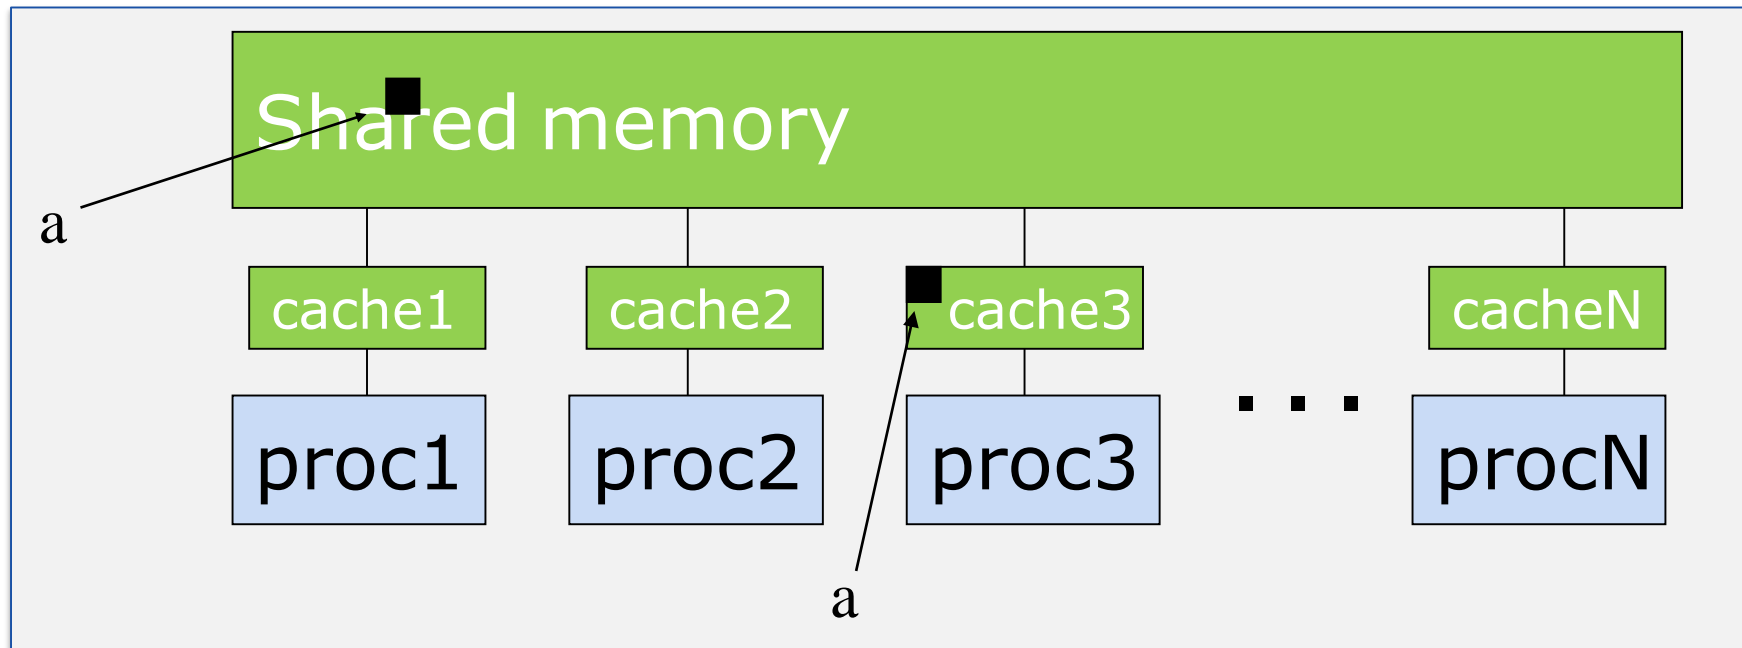 Shared memory
a
cache1 cache2 cache3 cacheN
proc1 proc2 proc3 ... procN
a